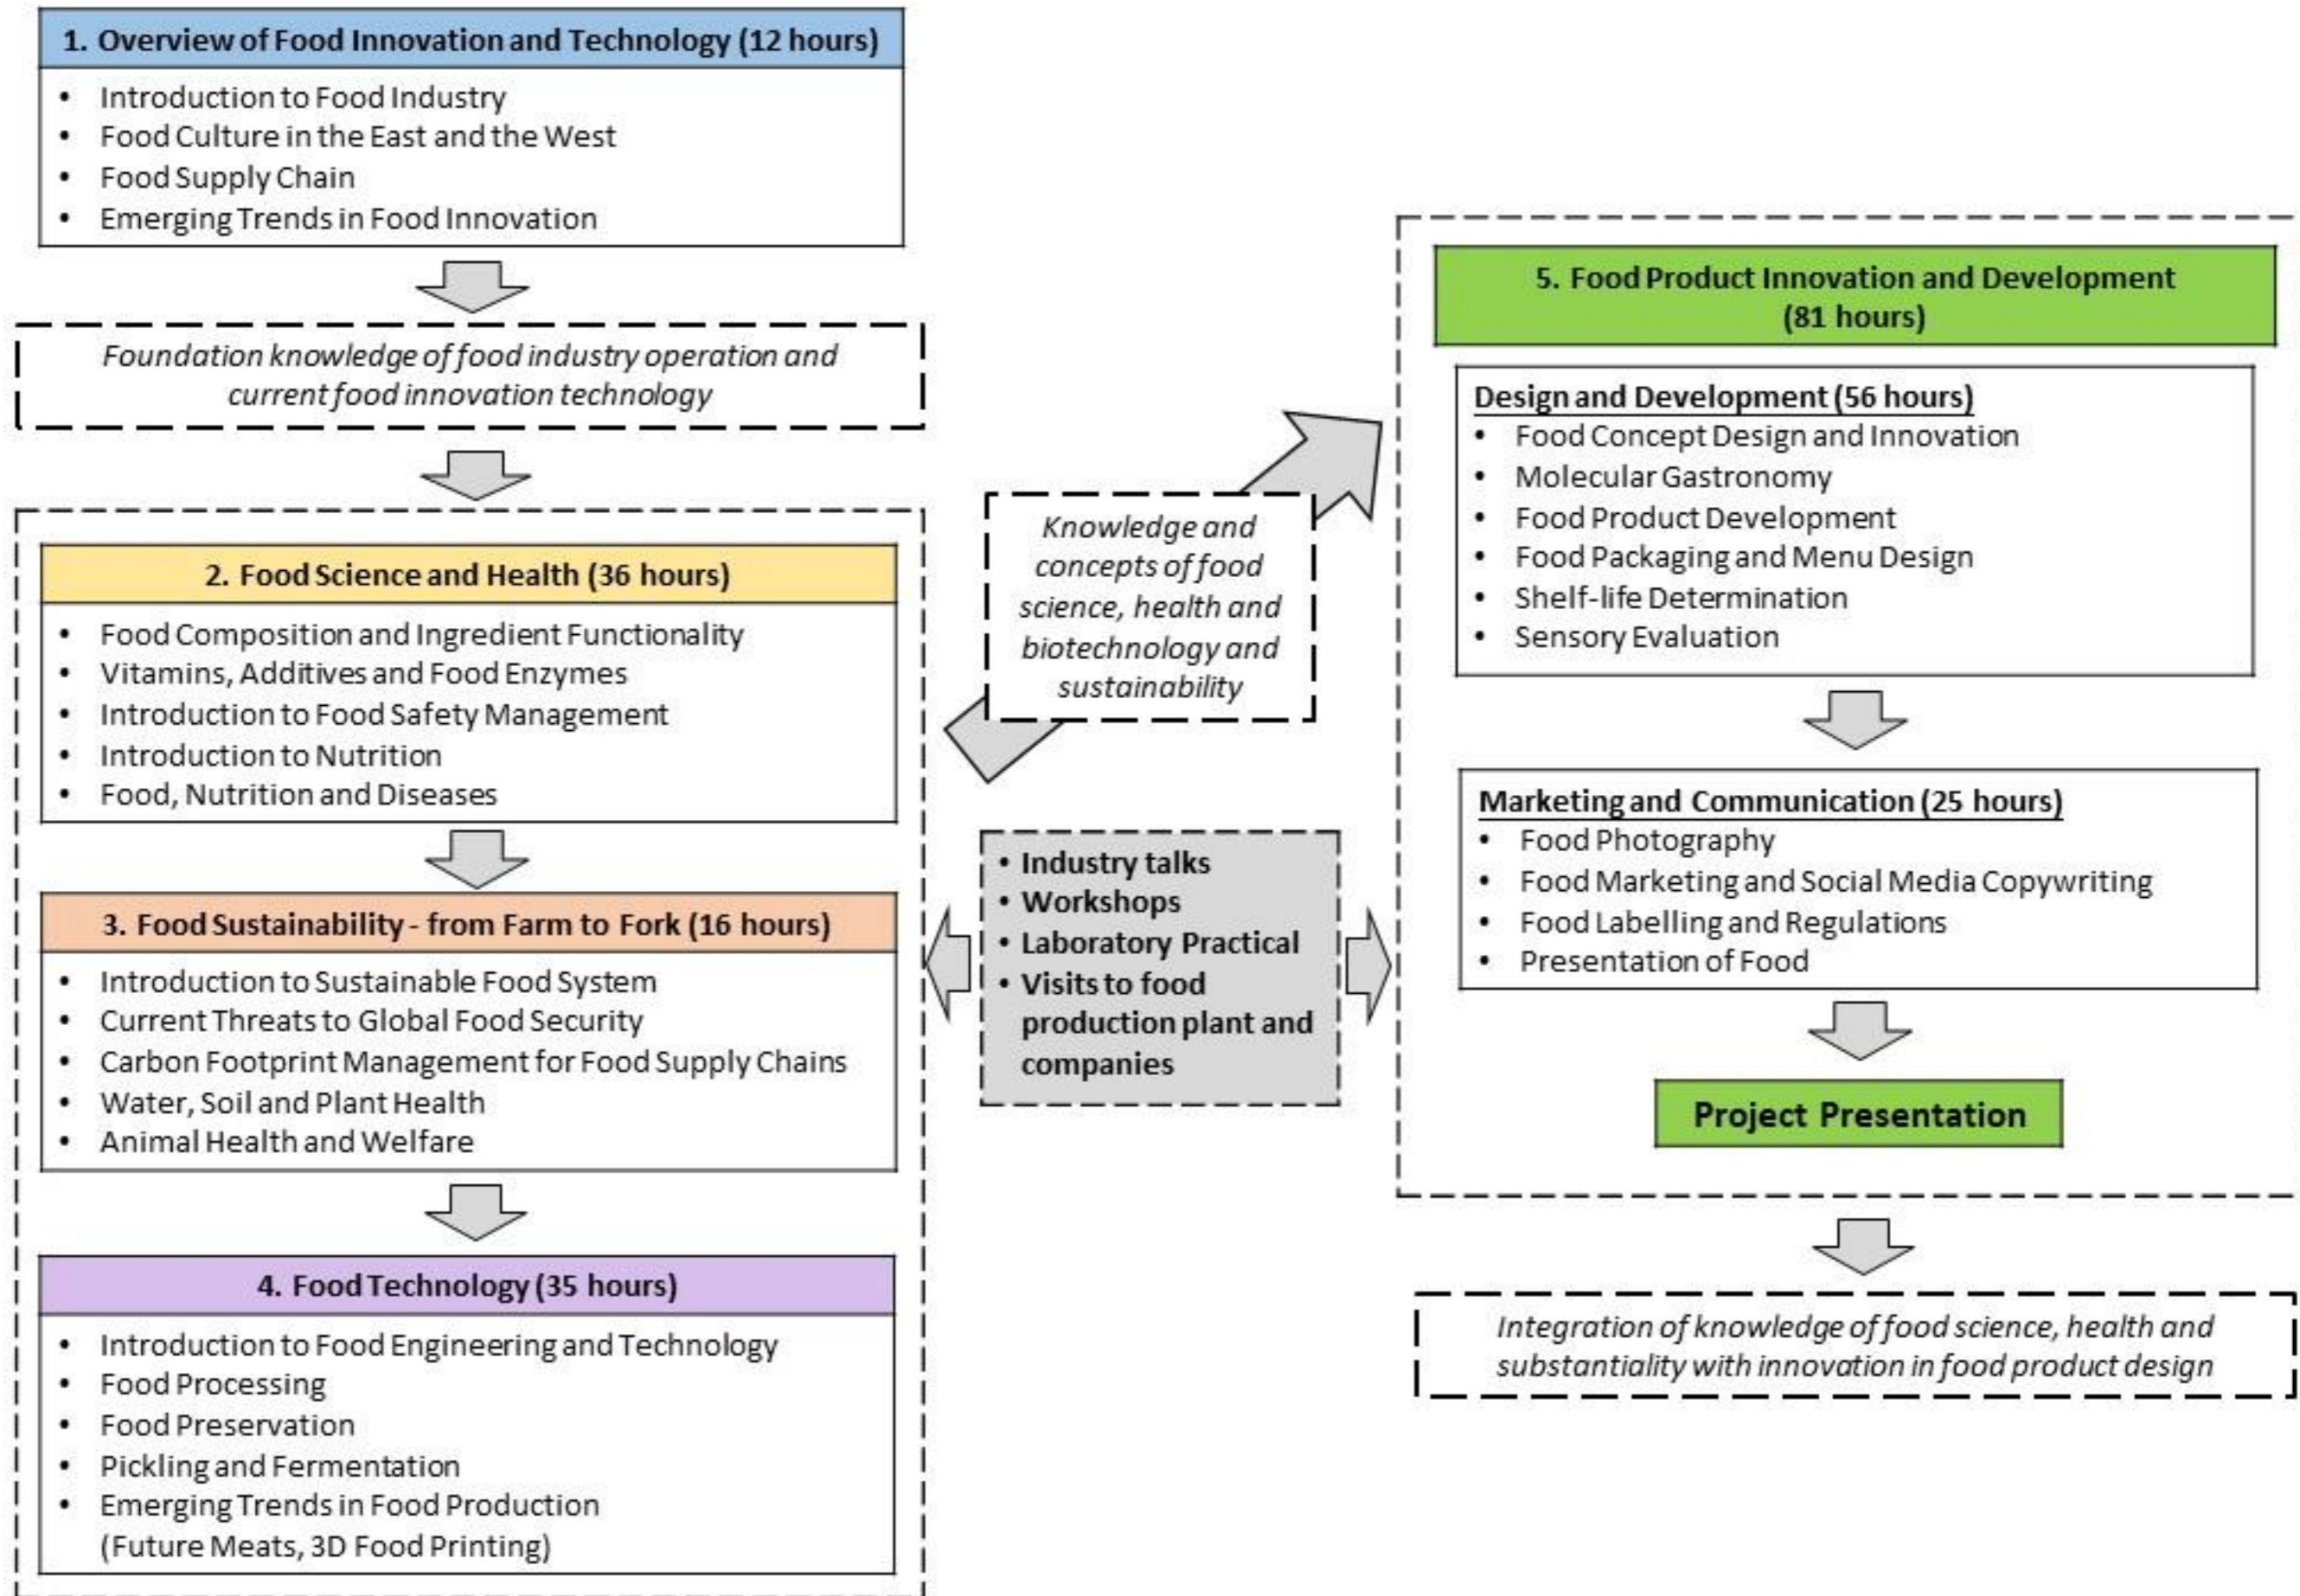 1. Overview of Food Innovation and Technology (12 hours)
• Introduction to Food Industry
• Food Culture in the East and the West
• Food Supply Chain
• Emerging Trends in Food Innovation
Foundation knowledge of food industry operation and
current food innovation technology
2. Food Science and Health (36 hours)
• Food Composition and Ingredient Functionality
• Vitamins, Additives and Food Enzymes
• Introduction to Food Safety Management
• Introduction to Nutrition
• Food, Nutrition and Diseases
3. Food Sustainability - from Farm to Fork (16 hours)
• Introduction to Sustainable Food System
• Current Threats to Global Food Security
• Carbon Footprint Management for Food Supply Chains
• Water, Soil and Plant Health
• Animal Health and Welfare
4. Food Technology (35 hours)
• Introduction to Food Engineering and Technology
• Food Processing
• Food Preservation
• Pickling and Fermentation
• Emerging Trends in Food Production
(Future Meats, 3D Food Printing)
Knowledge and
concepts of food
science, health and
biotechnology and
sustainability
• Industry talks
• Workshops
• Laboratory Practical
• Visits to food
production plant and
companies
5. Food Product Innovation and Development
(81 hours)
Design and Development (56 hours)
• Food Concept Design and Innovation
• Molecular Gastronomy
• Food Product Development
• Food Packaging and Menu Design
• Shelf-life Determination
• Sensory Evaluation
Marketing and Communication (25 hours)
• Food Photography
• Food Marketing and Social Media Copywriting
• Food Labelling and Regulations
• Presentation of Food
Project Presentation
Integration of knowledge of food science, health and
substantiality with innovation in food product design